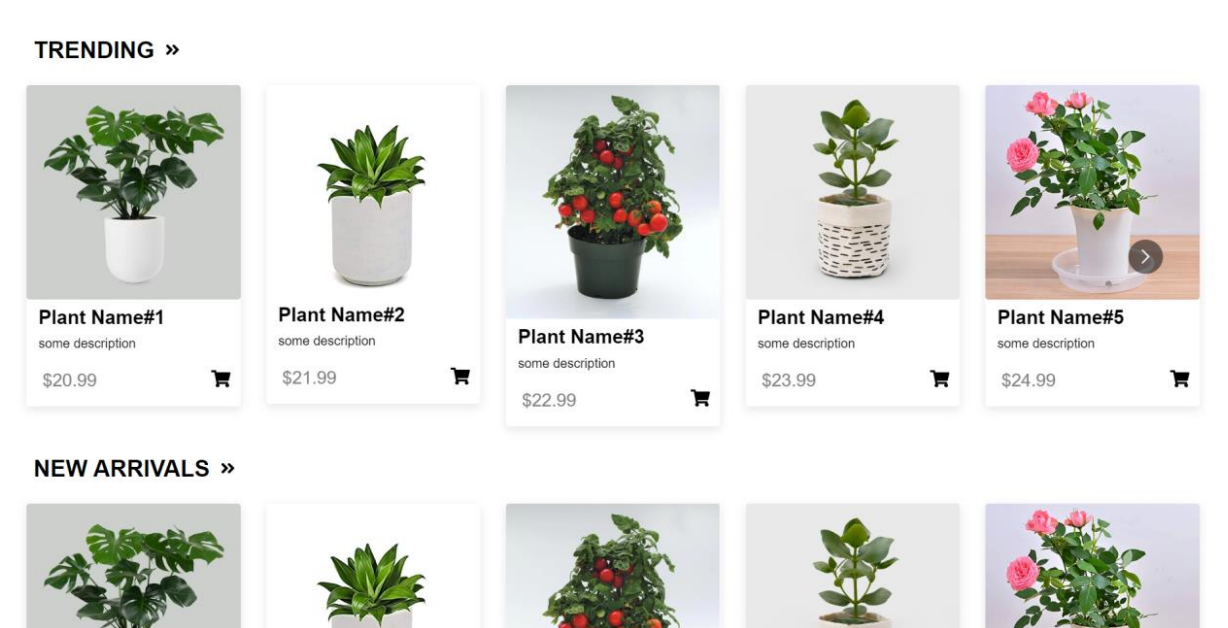 TRENDING »
Plant Name#1
some description
$20.99
Plant Name#2
some description
$21.99
Plant Name#3
some description
$22.99
Plant Name#4
some description
$23.99
Plant Name#5
some description
$24.99
NEW ARRIVALS »